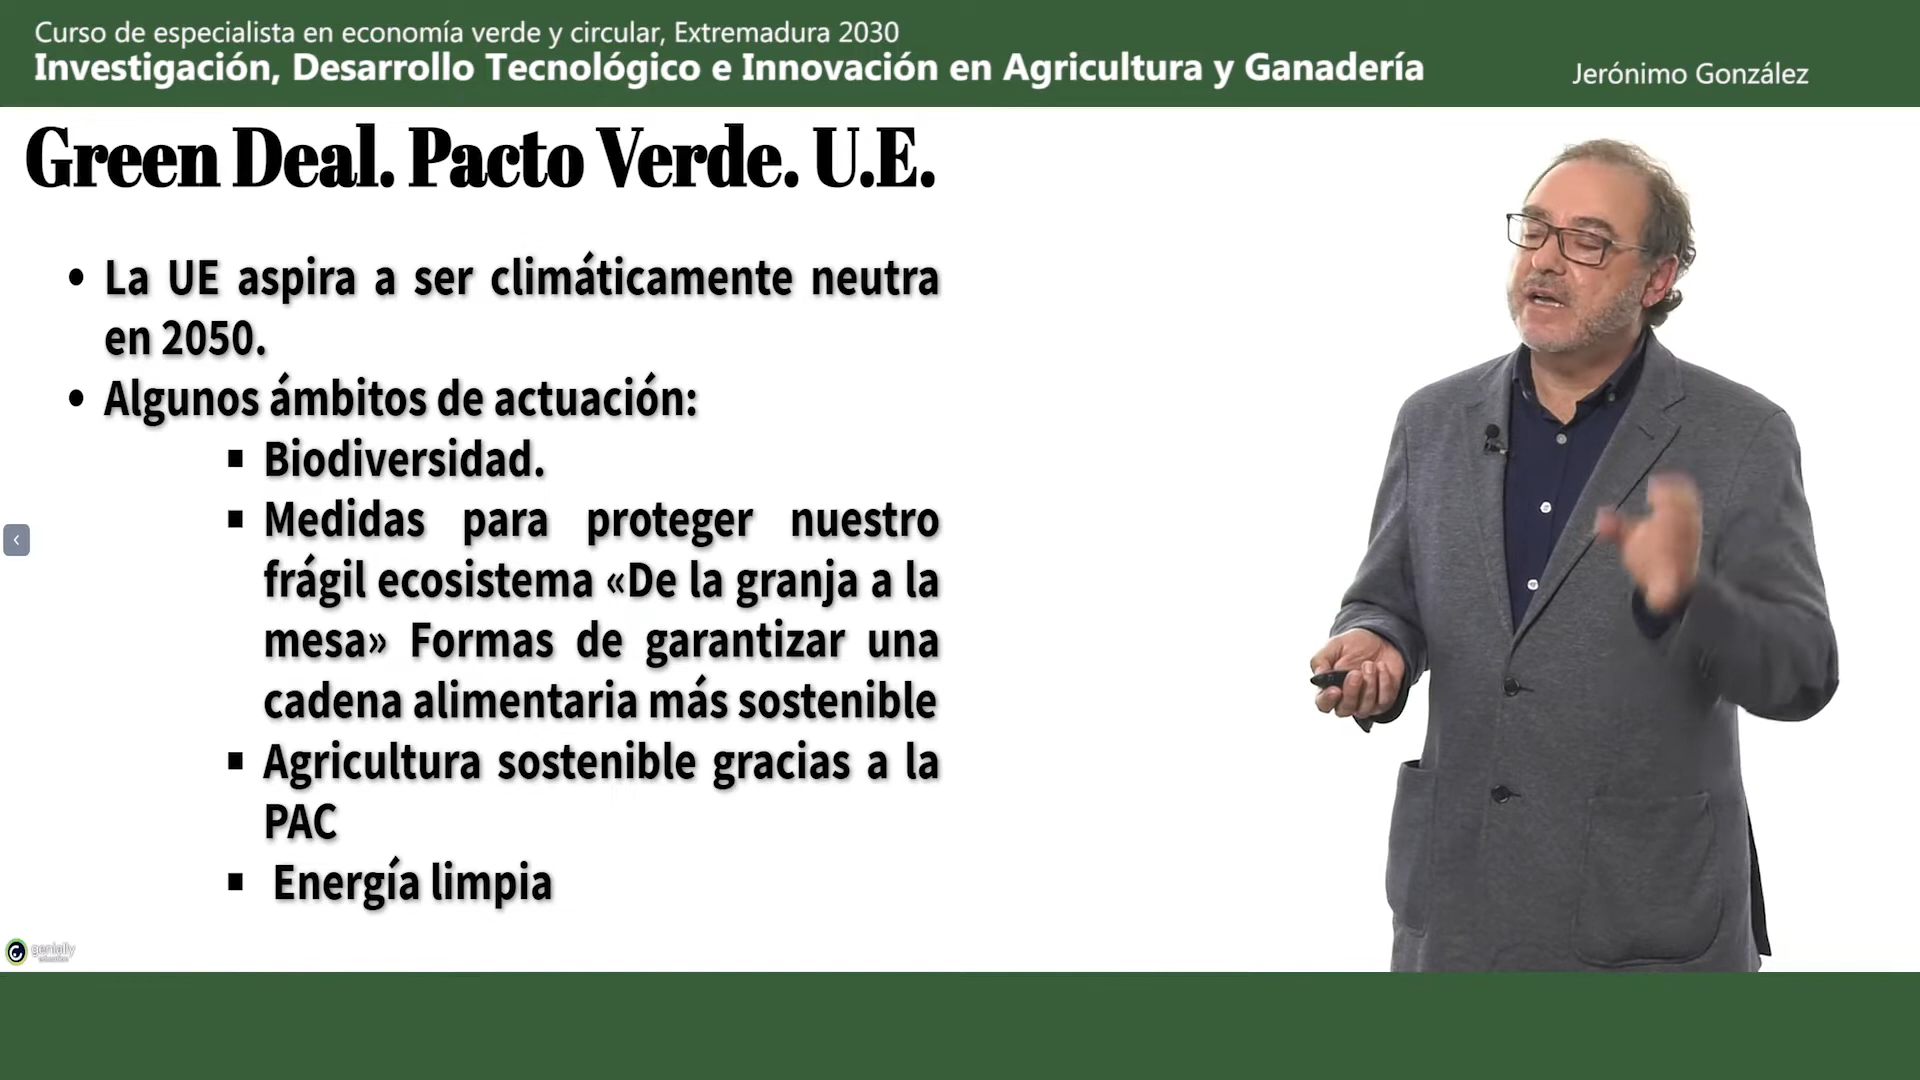 Curso de especialista en economía verde y circular, Extremadura 2030
Investigación, Desarrollo Tecnológico e Innovación en Agricultura y Ganadería
Jerónimo González
Green Deal. Pacto Verde. U.E.
• La UE aspira a ser climáticamente neutra
en 2050.
• Algunos ámbitos de actuación:
▪ Biodiversidad.
▪ Medidas para proteger nuestro
frágil ecosistema «De la granja a la
mesa» Formas de garantizar una
cadena alimentaria más sostenible
▪ Agricultura sostenible gracias a la
PAC
▪ Energía limpia
genially
education